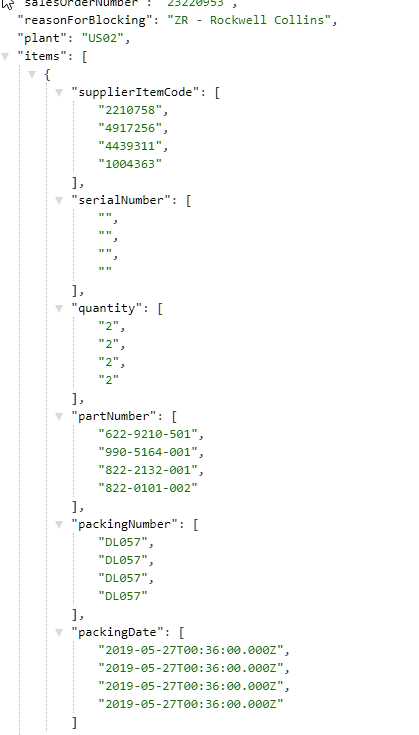 "salesOrderNumber": "23220953",
"reasonForBlocking": "ZR - Rockwell Collins",
"plant": "US02",
"items": [
{
"supplierItemCode": [
"2210758",
"4917256",
"4439311",
"1004363"
],
"serialNumber": [
"",
"",
"",
""
],
"quantity": [
"2",
"2",
"2",
"2"
],
"partNumber": [
"622-9210-501",
"990-5164-001",
"822-2132-001",
"822-0101-002"
],
"packingNumber": [
"DL057",
"DL057",
"DL057",
"DL057"
],
"packingDate": [
"2019-05-27T00:36:00.000Z",
"2019-05-27T00:36:00.000Z",
"2019-05-27T00:36:00.000Z",
"2019-05-27T00:36:00.000Z"
]